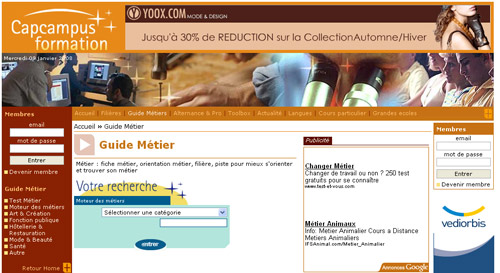 Capcampus
formation
YOOX.COM
MODE & DESIGN
Jusqu'à 30% de REDUCTION sur la CollectionAutomne/Hiver
Mercredi 09 janvier 2008
Accueil Filières Guide Métiers Alternance & Pro Toolbox Actualité Langues Cours particulier Grandes écoles
Membres
email
mot de passe
Entrer
Devenir membre
Guide Métier
Test Métier
Moteur des métiers
Art & Création
Fonction publique
Hôtellerie &
Restauration
Mode & Beauté
Santé
Autre
Retour Home
Accueil » Guide Métier
Guide Métier
Métier : fiche métier, orientation métier, filière, piste pour mieux s'orienter
et trouver son métier
Votre recherche
Moteur des métiers
Sélectionner une catégorie
entrer
Publicité
Changer Métier
Changer de travail ou non ? 250 test
gratuits pour se connaître
www.test-et-vous.com
Métier Animaux
Info: Metier Animalier Cours a Distance
Metiers Animaliers
IFSAnimal.com/Metier_Animalier
Annonces Google
Membres
email
mot de passe
Entrer
Devenir membre
vediorbis